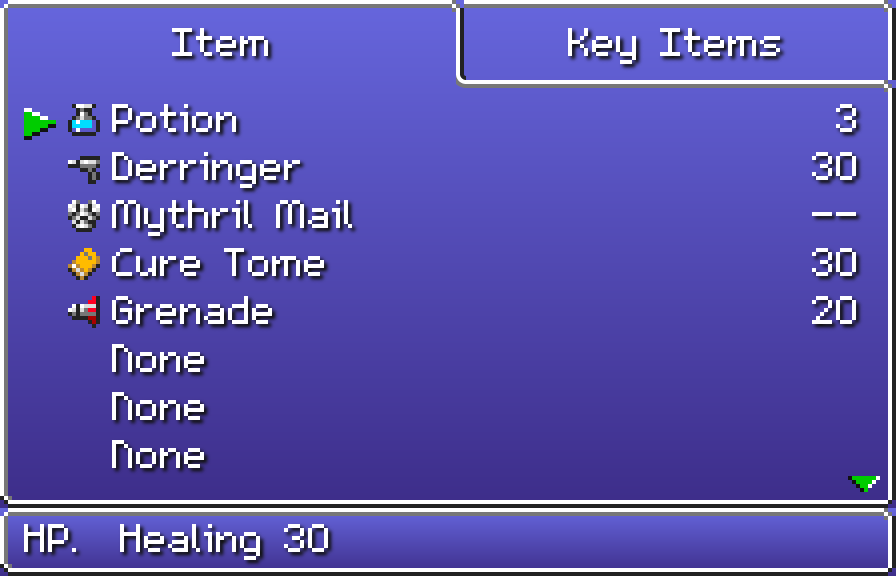 Item Key Items
Potion 3
Derringer 30
Mythril Mail --
Cure Tome 30
Grenade 20
None
None
None
HP. Healing 30